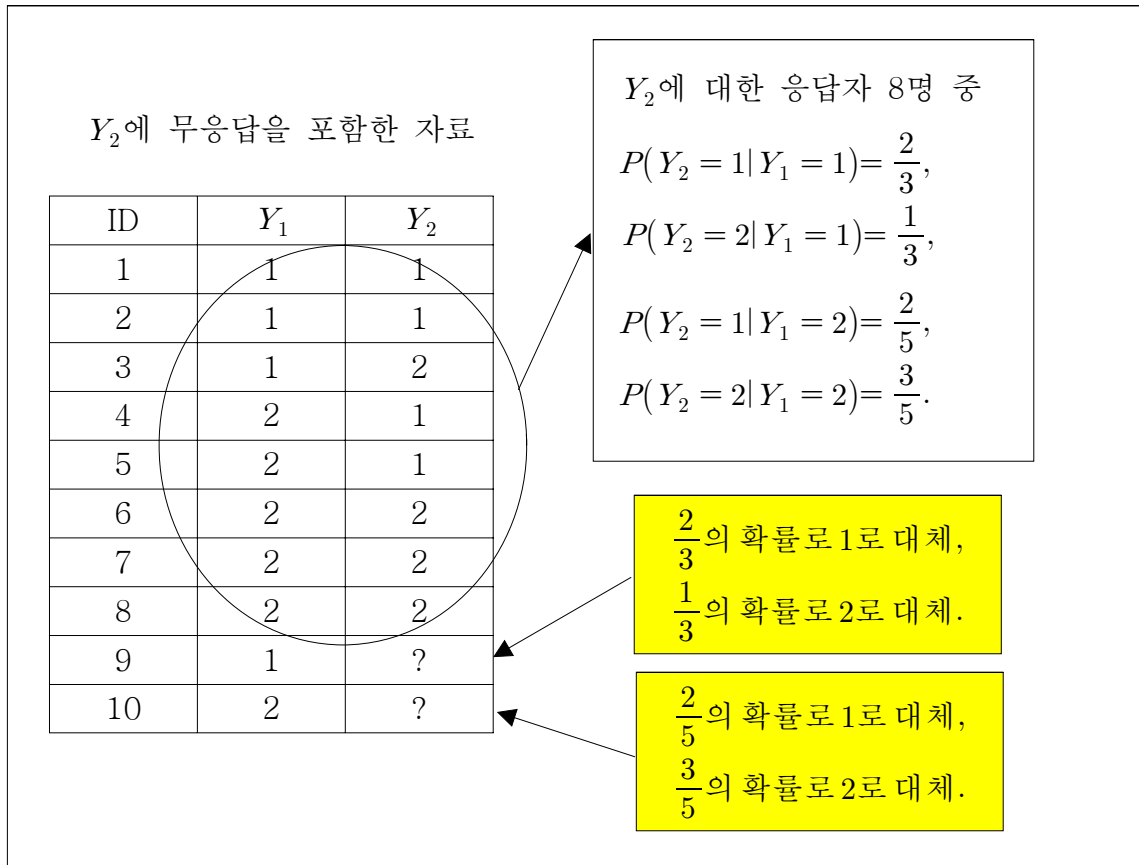 Y₂에 무응답을 포함한 자료
ID Y₁ Y₂
1 1 1
2 1 1
3 1 2
4 2 1
5 2 1
6 2 2
7 2 2
8 2 2
9 1 ?
10 2 ?
Y₂에 대한 응답자 8명 중
P(Y₂ = 1| Y₁ = 1)= 2/3,
P(Y₂ = 2| Y₁ = 1)= 1/3,
P(Y₂ = 1| Y₁ = 2)= 2/5,
P(Y₂ = 2| Y₁ = 2)= 3/5.
2/3의 확률로 1로 대체,
1/3의 확률로 2로 대체.
2/5의 확률로 1로 대체,
3/5의 확률로 2로 대체.